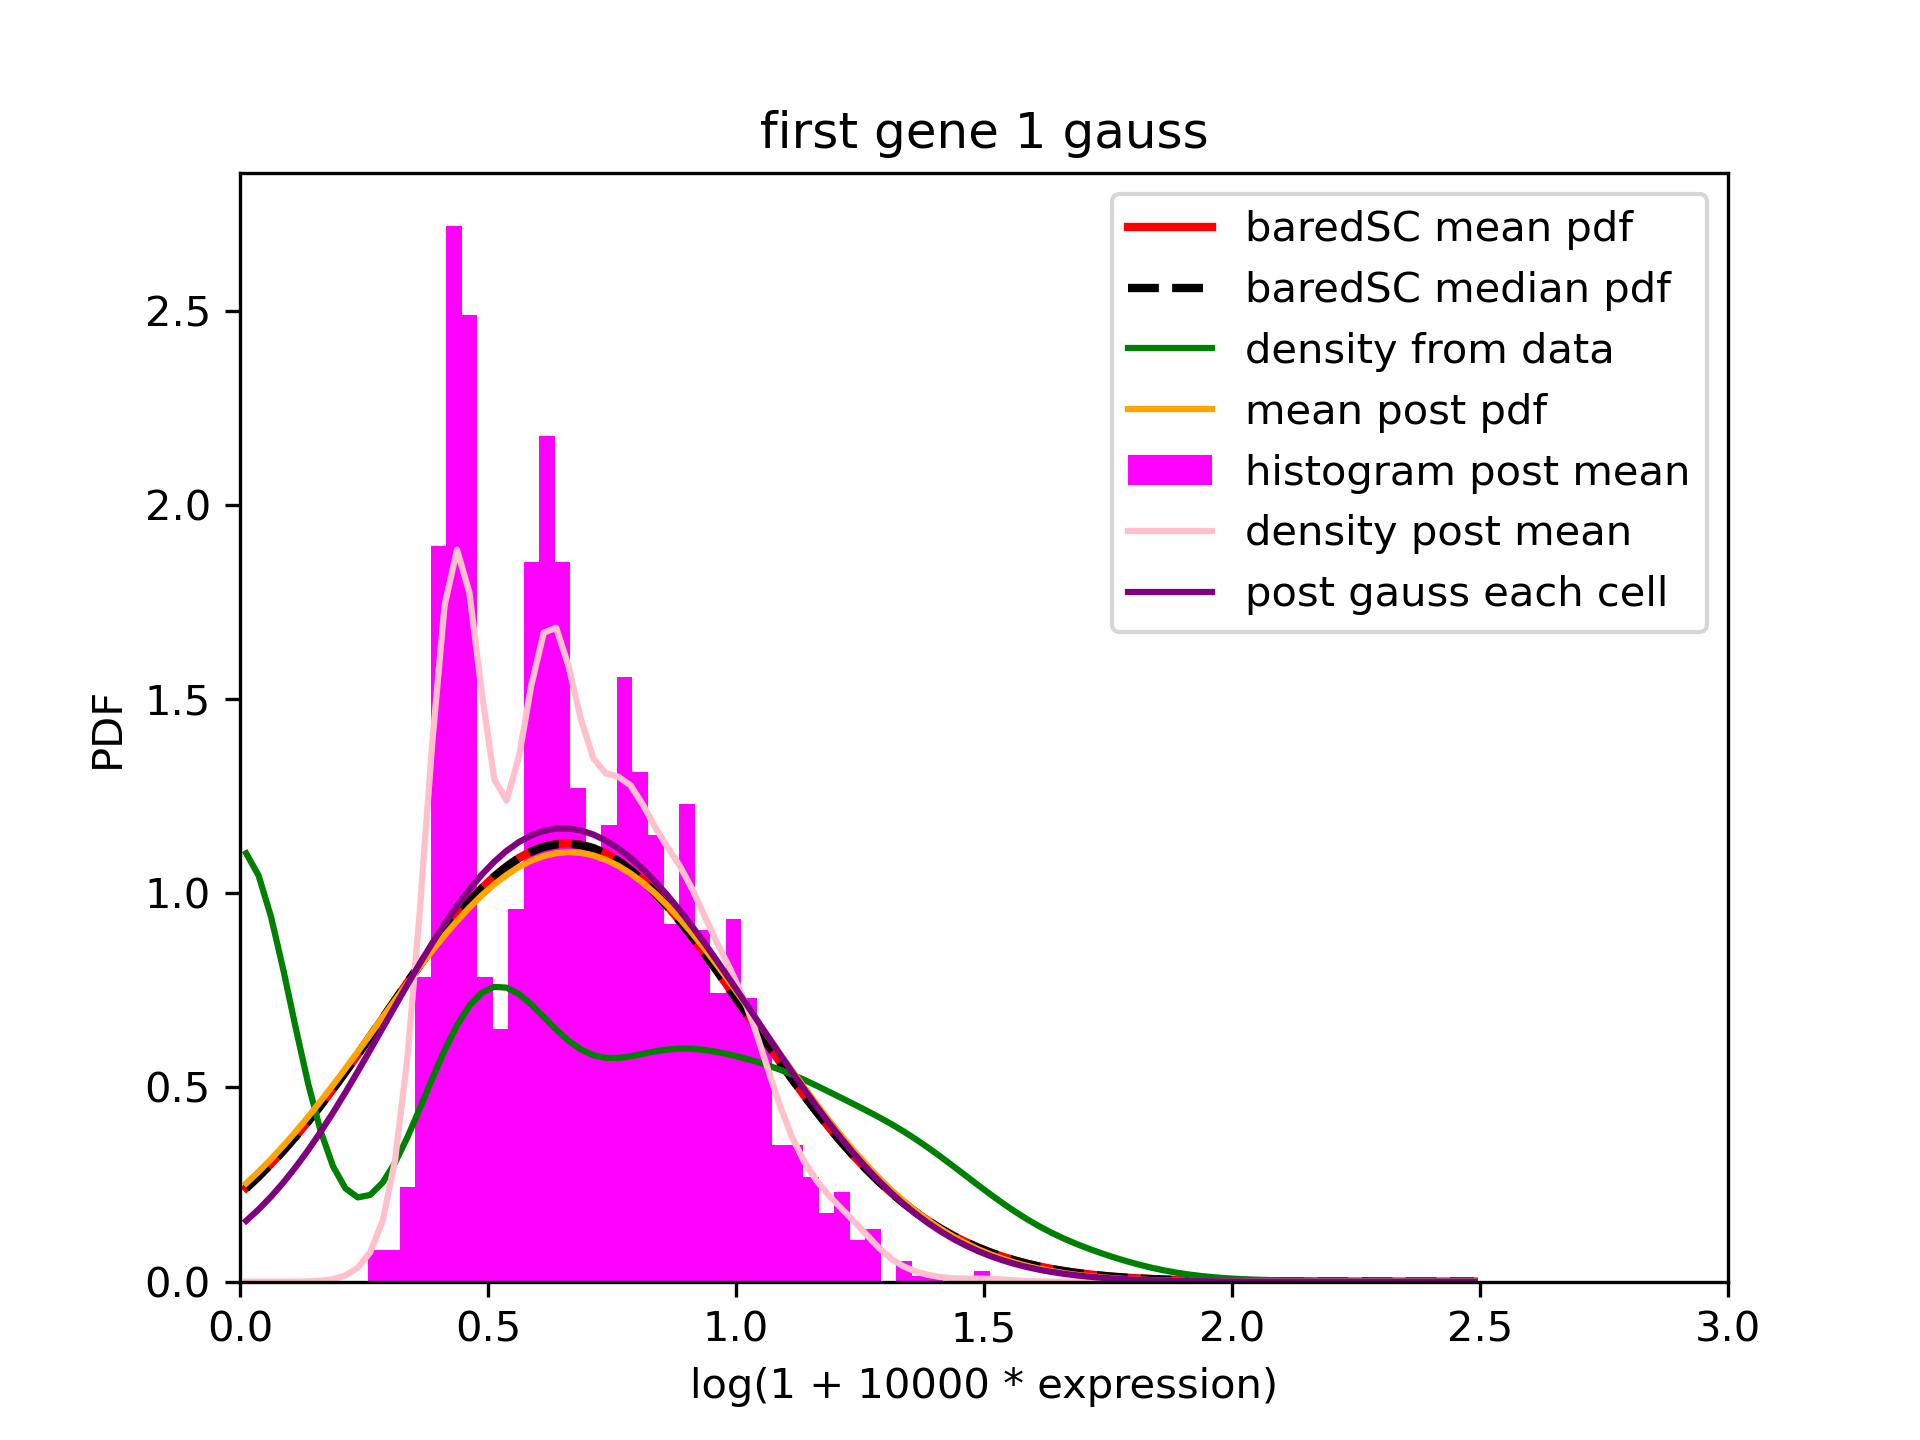 first gene 1 gauss
baredSC mean pdf
baredSC median pdf
density from data
mean post pdf
histogram post mean
density post mean
post gauss each cell
PDF
2.5
2.0
1.5
1.0
0.5
0.0
0.0 0.5 1.0 1.5 2.0 2.5 3.0
log(1 + 10000 * expression)